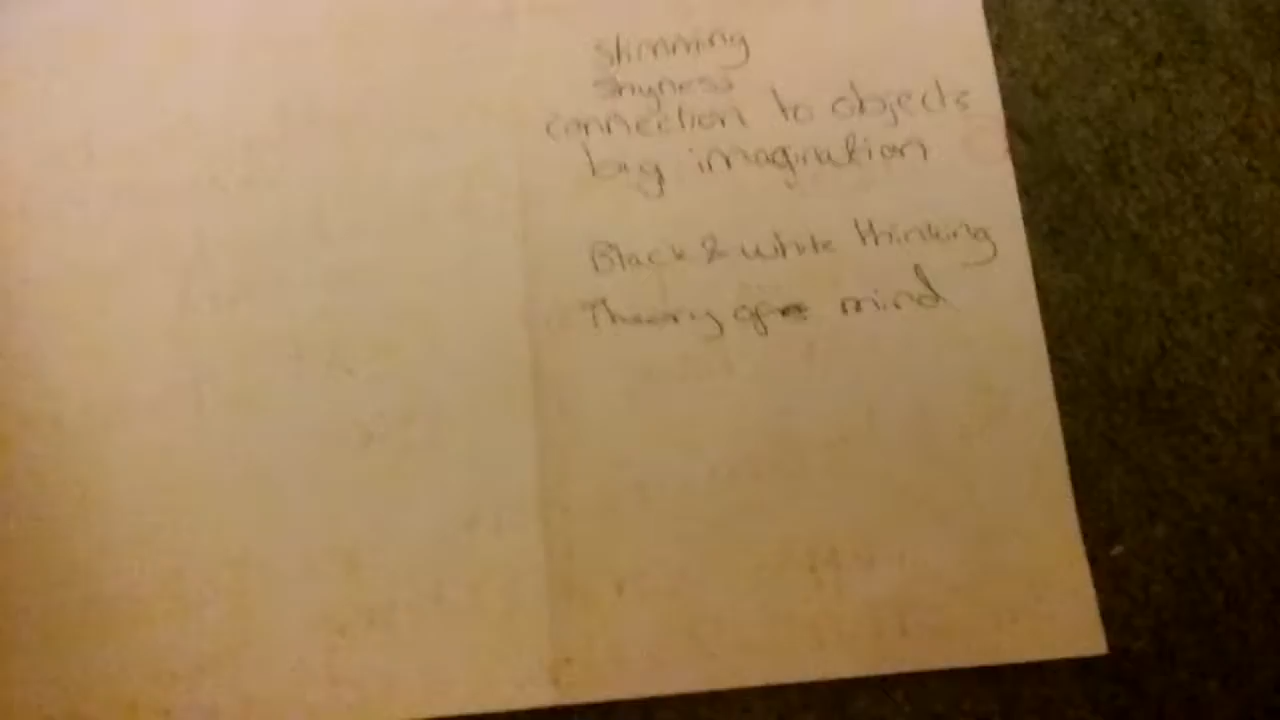 stimming
shyness
connection to objects
big imagination
Black & white thinking
Theory of mind